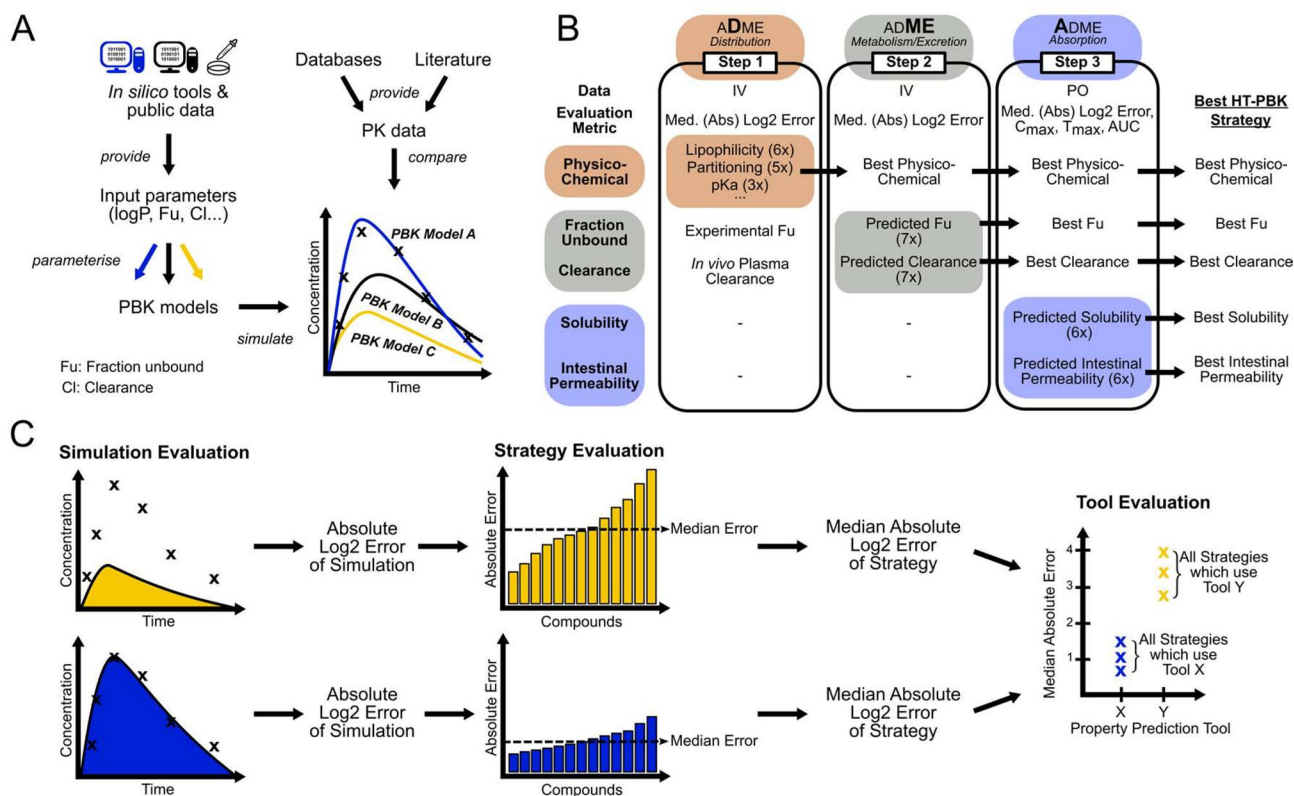 A
1011001
0100101
1010001
1011001
0100101
1010001
In silico tools &
public data
provide
Input parameters
(logP, Fu, Cl...)
parameterise
PBK models
simulate
Fu: Fraction unbound
Cl: Clearance
Databases
Literature
provide
PK data
compare
Concentration
PBK Model A
PBK Model B
PBK Model C
Time
B
ADME
Distribution
Step 1
ADME
Metabolism/Excretion
Step 2
ADME
Absorption
Step 3
Data
IV
IV
PO
Best HT-PBK
Strategy
Evaluation
Metric
Med. (Abs) Log2 Error
Med. (Abs) Log2 Error
Med. (Abs) Log2 Error,
Cmax, Tmax, AUC
Physico-
Chemical
Lipophilicity (6x)
Partitioning (5x)
pKa (3x)
...
Best Physico-
Chemical
Best Physico-
Chemical
Best Physico-
Chemical
Fraction
Unbound
Experimental Fu
Predicted Fu
(7x)
Best Fu
Best Fu
Clearance
In vivo Plasma
Clearance
Predicted Clearance
(7x)
Best Clearance
Best Clearance
Solubility
-
-
Predicted Solubility
(6x)
Best Solubility
Intestinal
Permeability
-
-
Predicted Intestinal
Permeability (6x)
Best Intestinal
Permeability
C
Simulation Evaluation
Concentration
Time
Absolute
Log2 Error
of Simulation
Strategy Evaluation
Absolute Error
Median Error
Compounds
Median Absolute
Log2 Error
of Strategy
Concentration
Time
Absolute
Log2 Error
of Simulation
Absolute Error
Median Error
Compounds
Median Absolute
Log2 Error
of Strategy
Tool Evaluation
Median Absolute Error
4
3
2
1
All Strategies
which use
Tool Y
All Strategies
which use
Tool X
X
Y
Property Prediction Tool